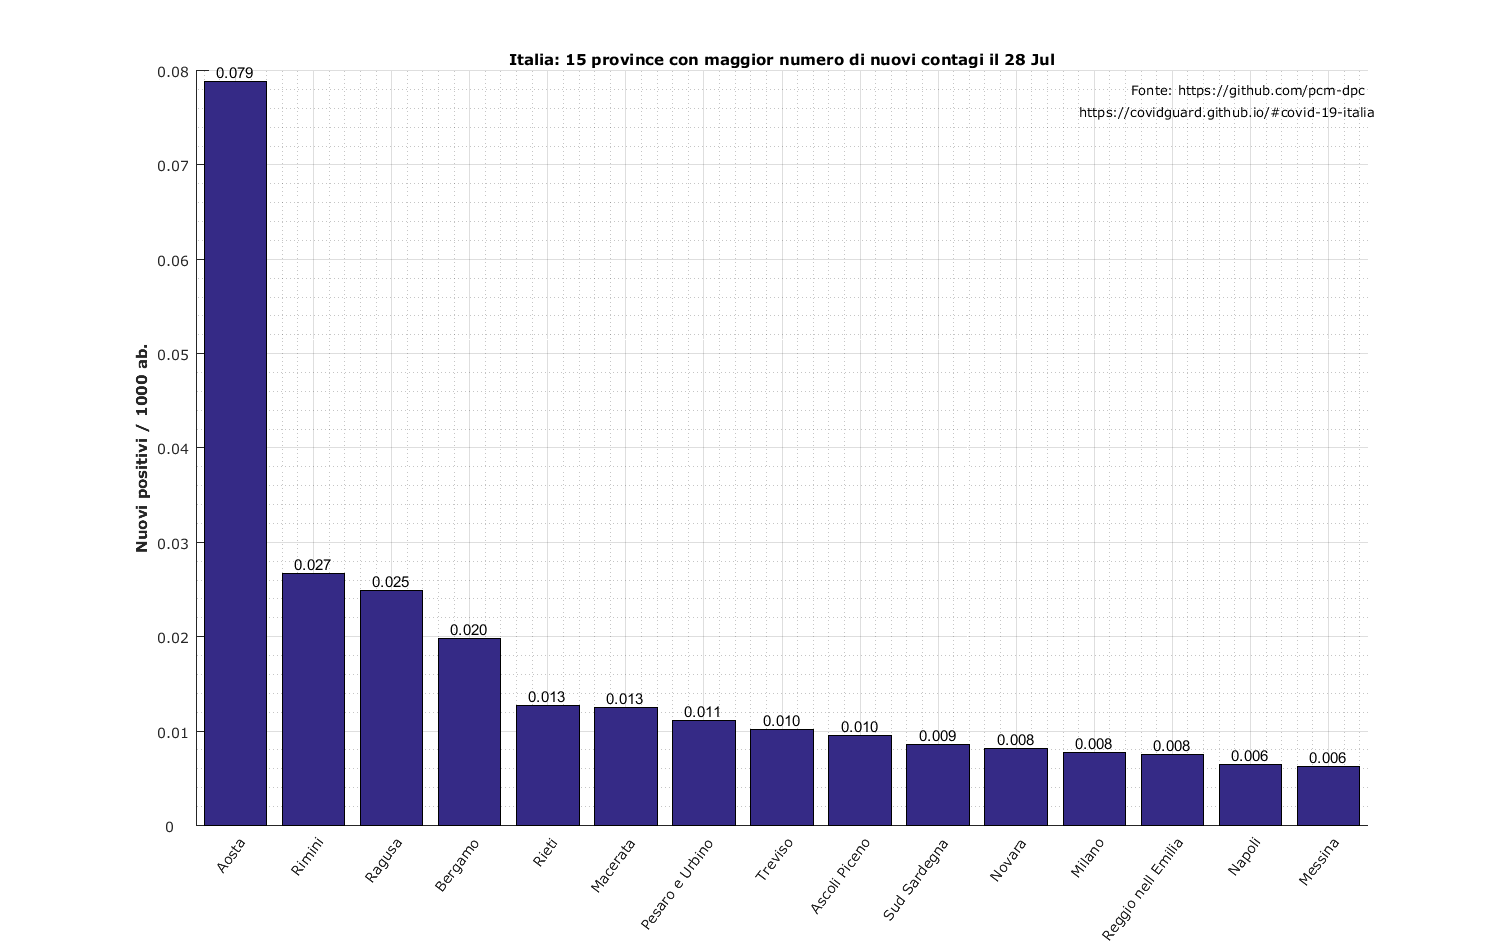 Italia: 15 province con maggior numero di nuovi contagi il 28 Jul
Fonte: https://github.com/pcm-dpc
https://covidguard.github.io/#covid-19-italia
Nuovi positivi / 1000 ab.
0.08
0.07
0.06
0.05
0.04
0.03
0.02
0.01
0
0.079
0.027
0.025
0.020
0.013
0.013
0.011
0.010
0.010
0.009
0.008
0.008
0.008
0.006
0.006
Aosta
Rimini
Ragusa
Bergamo
Rieti
Macerata
Pesaro e Urbino
Treviso
Ascoli Piceno
Sud Sardegna
Novara
Milano
Reggio nell Emilia
Napoli
Messina